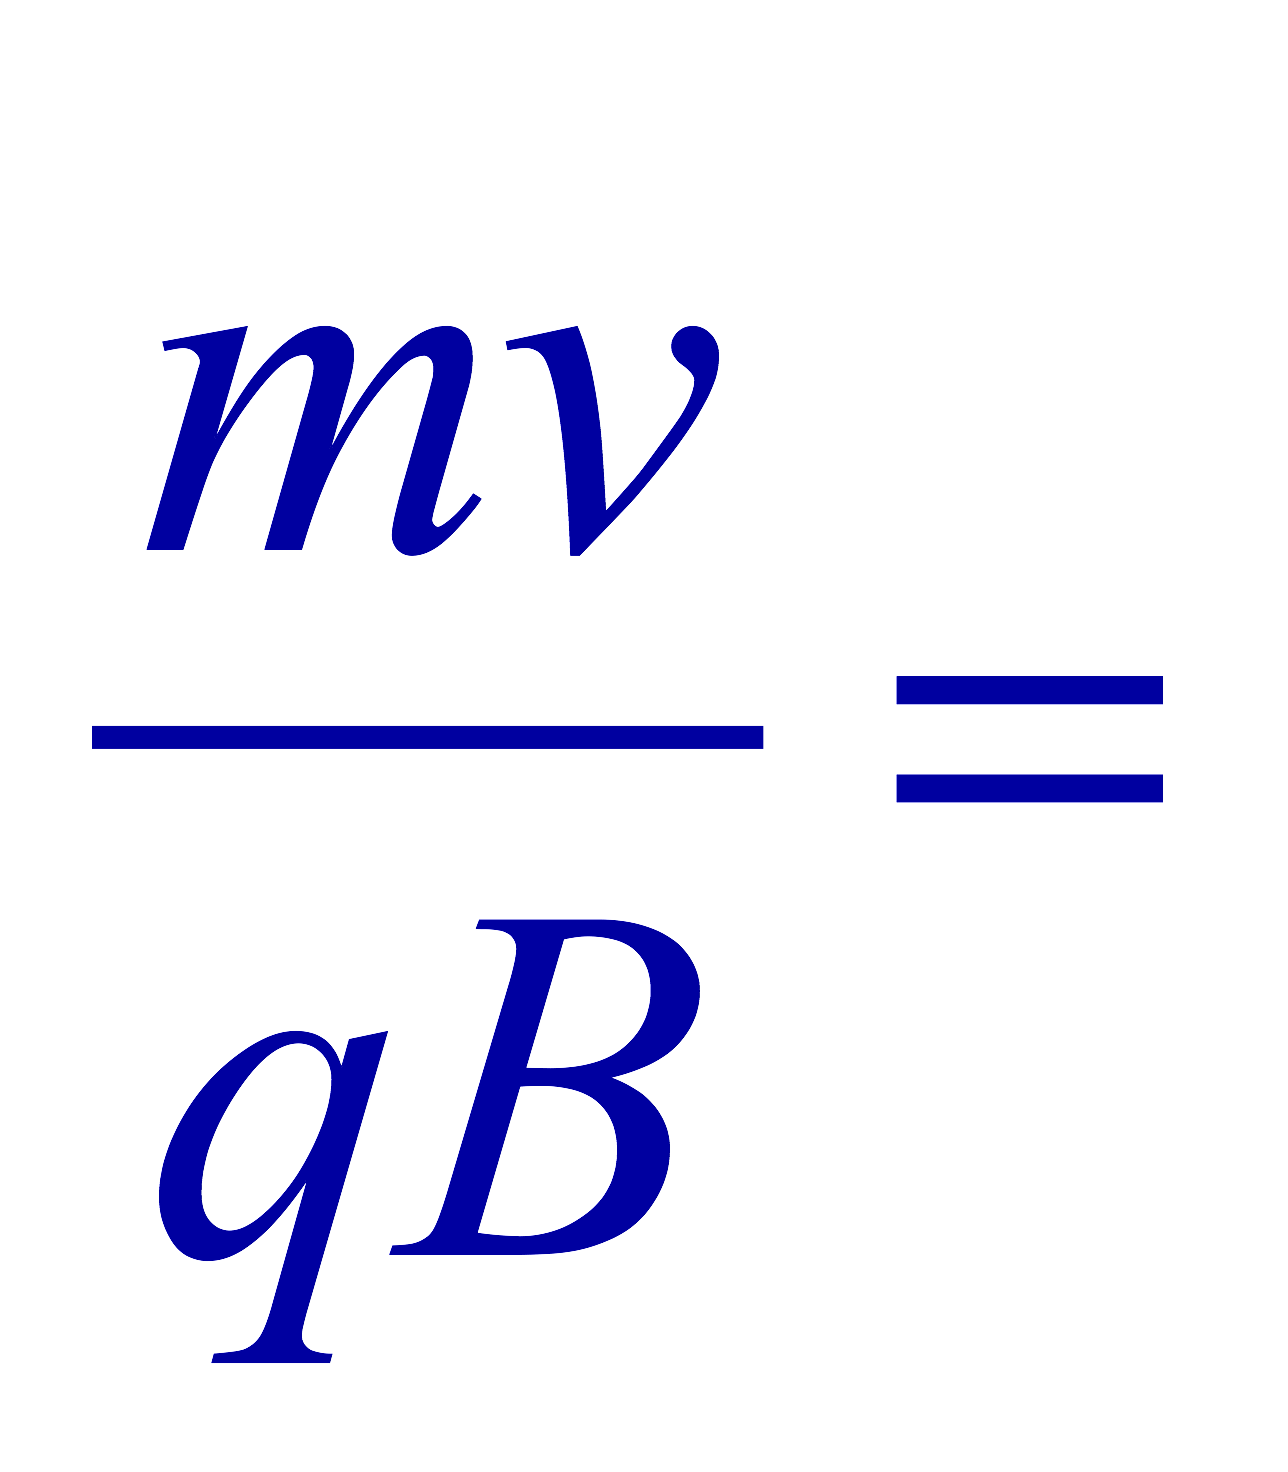 mv
=
qB